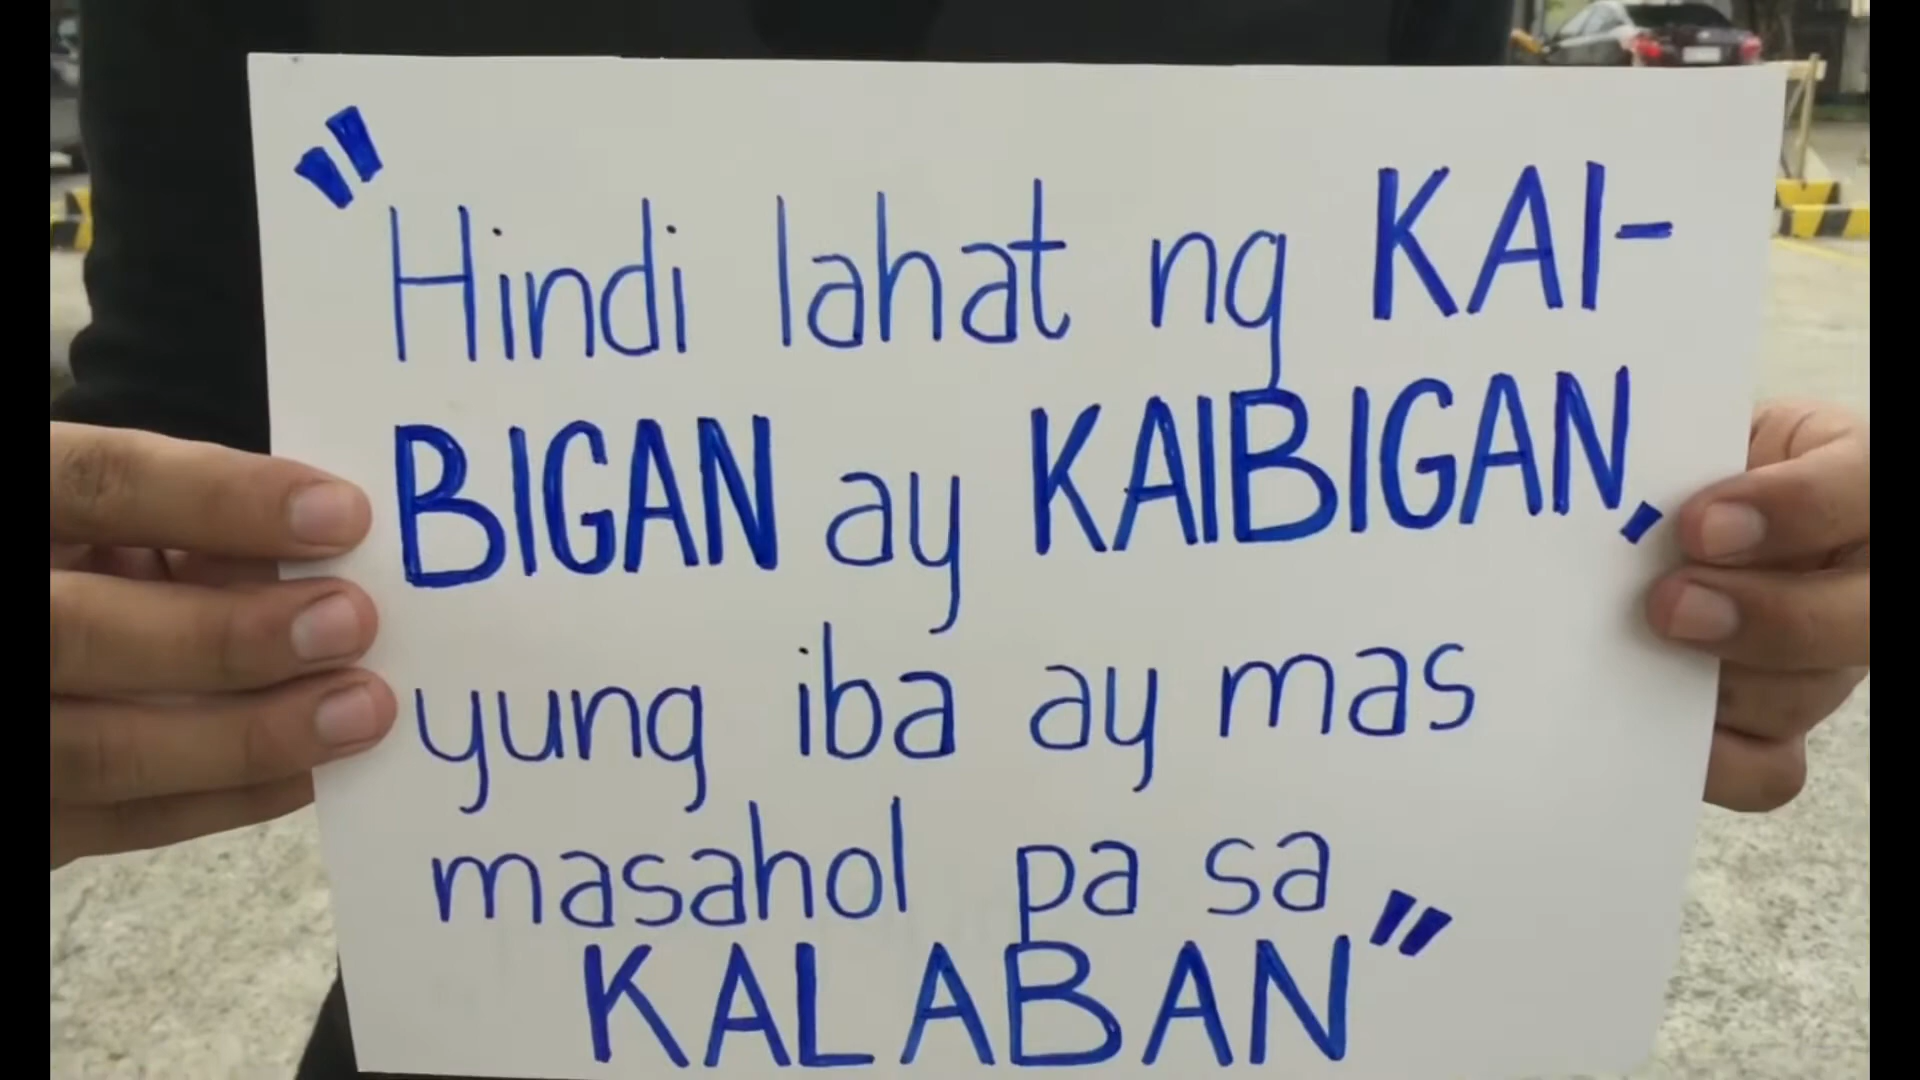 "Hindi lahat ng KAI-
BIGAN ay KAIBIGAN,
yung iba ay mas
masahol pa sa
KALABAN"